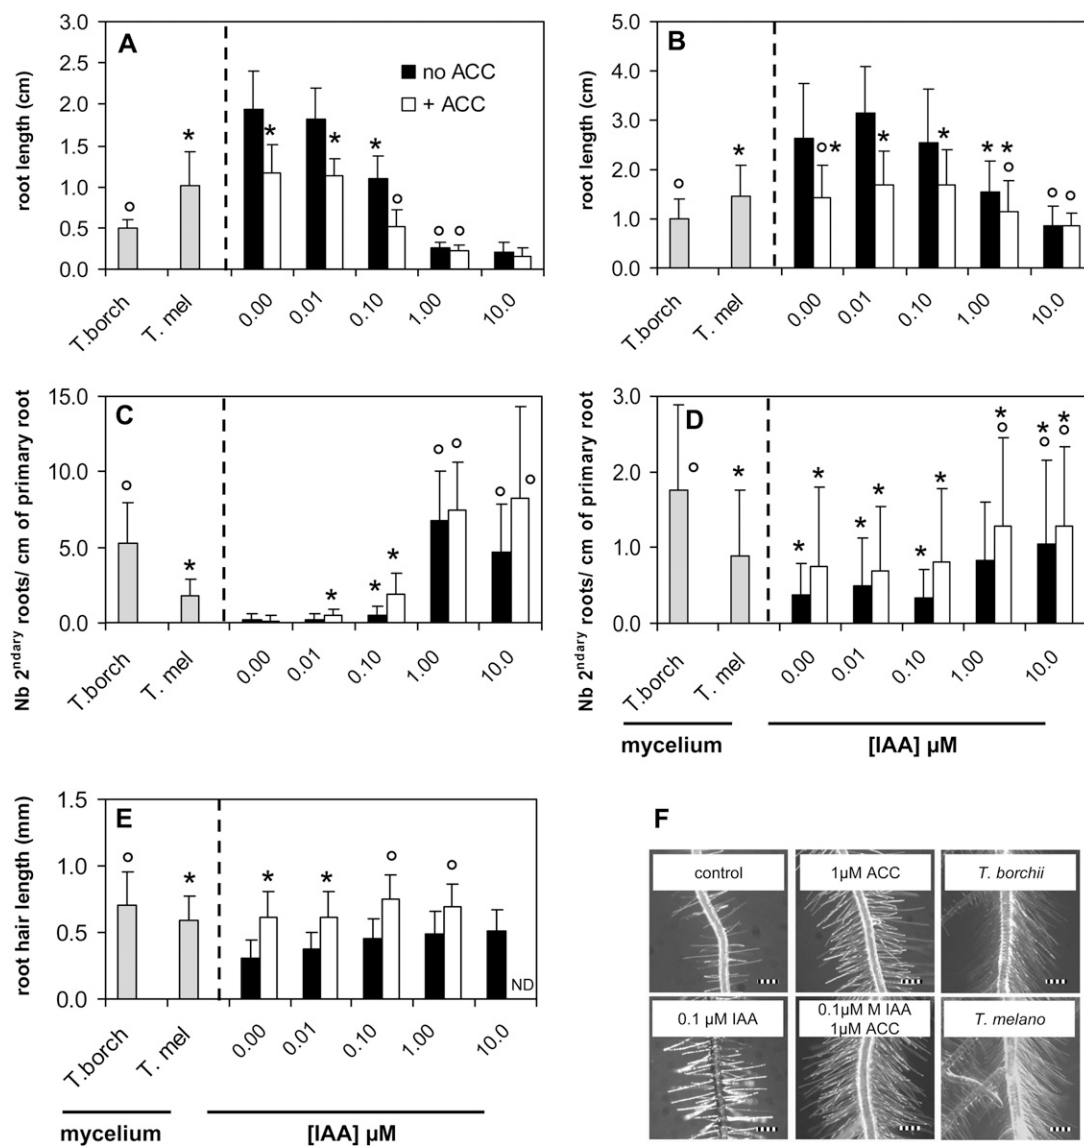 A
root length (cm)
3.0
2.5
2.0
1.5
1.0
0.5
0.0
no ACC
+ ACC
T.borch
T. mel
0.00
0.01
0.10
1.00
10.0
B
root length (cm)
5.0
4.0
3.0
2.0
1.0
0.0
T.borch
T. mel
0.00
0.01
0.10
1.00
10.0
C
Nb 2ndary roots/ cm of primary root
15.0
10.0
5.0
0.0
T.borch
T. mel
0.00
0.01
0.10
1.00
10.0
D
Nb 2ndary roots/ cm of primary root
3.0
2.0
1.0
0.0
T.borch
T. mel
0.00
0.01
0.10
1.00
10.0
mycelium
[IAA] µM
E
root hair length (mm)
1.5
1.0
0.5
0.0
ND
T.borch
T. mel
0.00
0.01
0.10
1.00
10.0
mycelium
[IAA] µM
F
control
1µM ACC
T. borchii
0.1 µM IAA
0.1µM M IAA
1µM ACC
T. melano